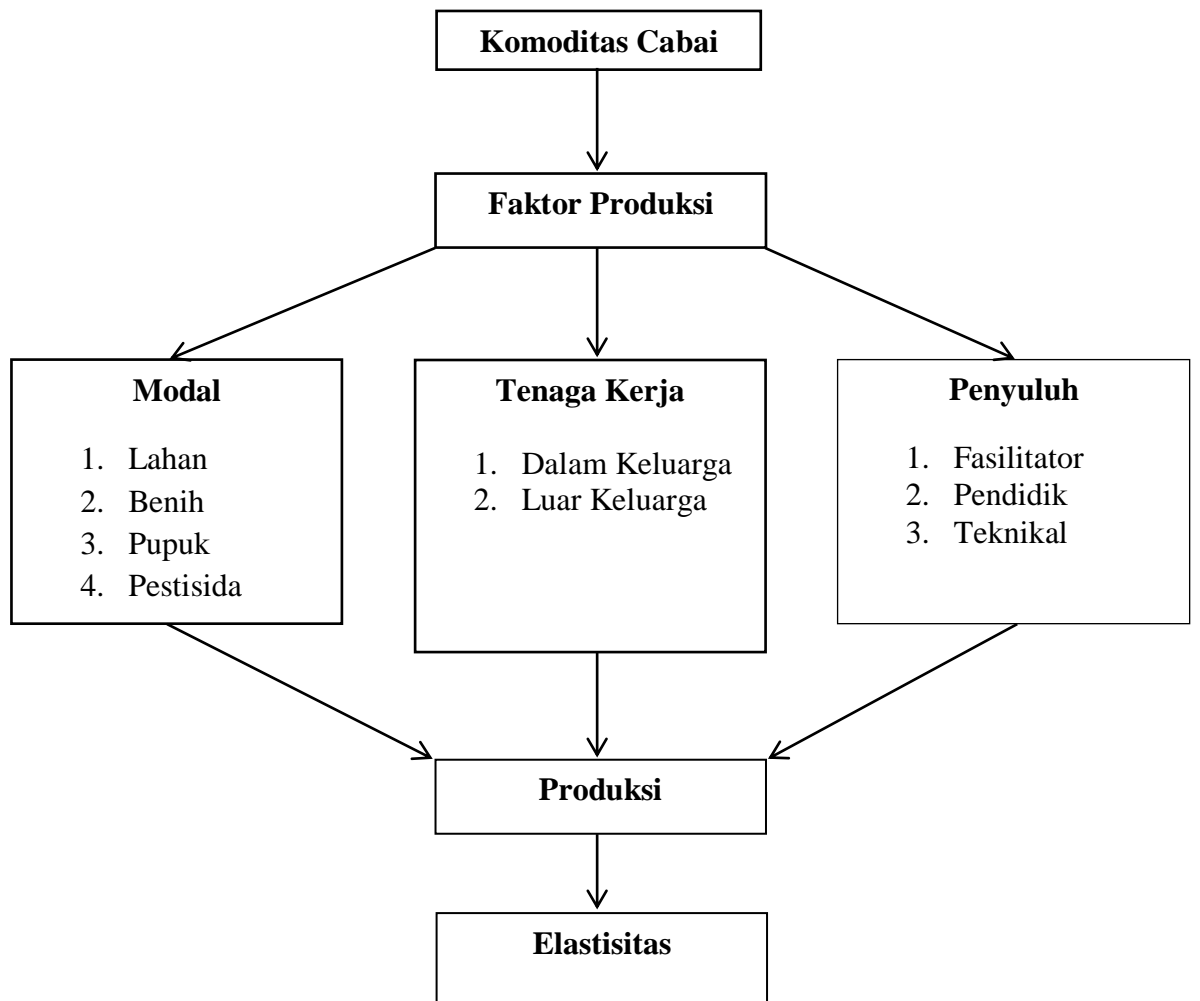 Komoditas Cabai
Faktor Produksi
Modal
1. Lahan
2. Benih
3. Pupuk
4. Pestisida
Tenaga Kerja
1. Dalam Keluarga
2. Luar Keluarga
Penyuluh
1. Fasilitator
2. Pendidik
3. Teknikal
Produksi
Elastisitas